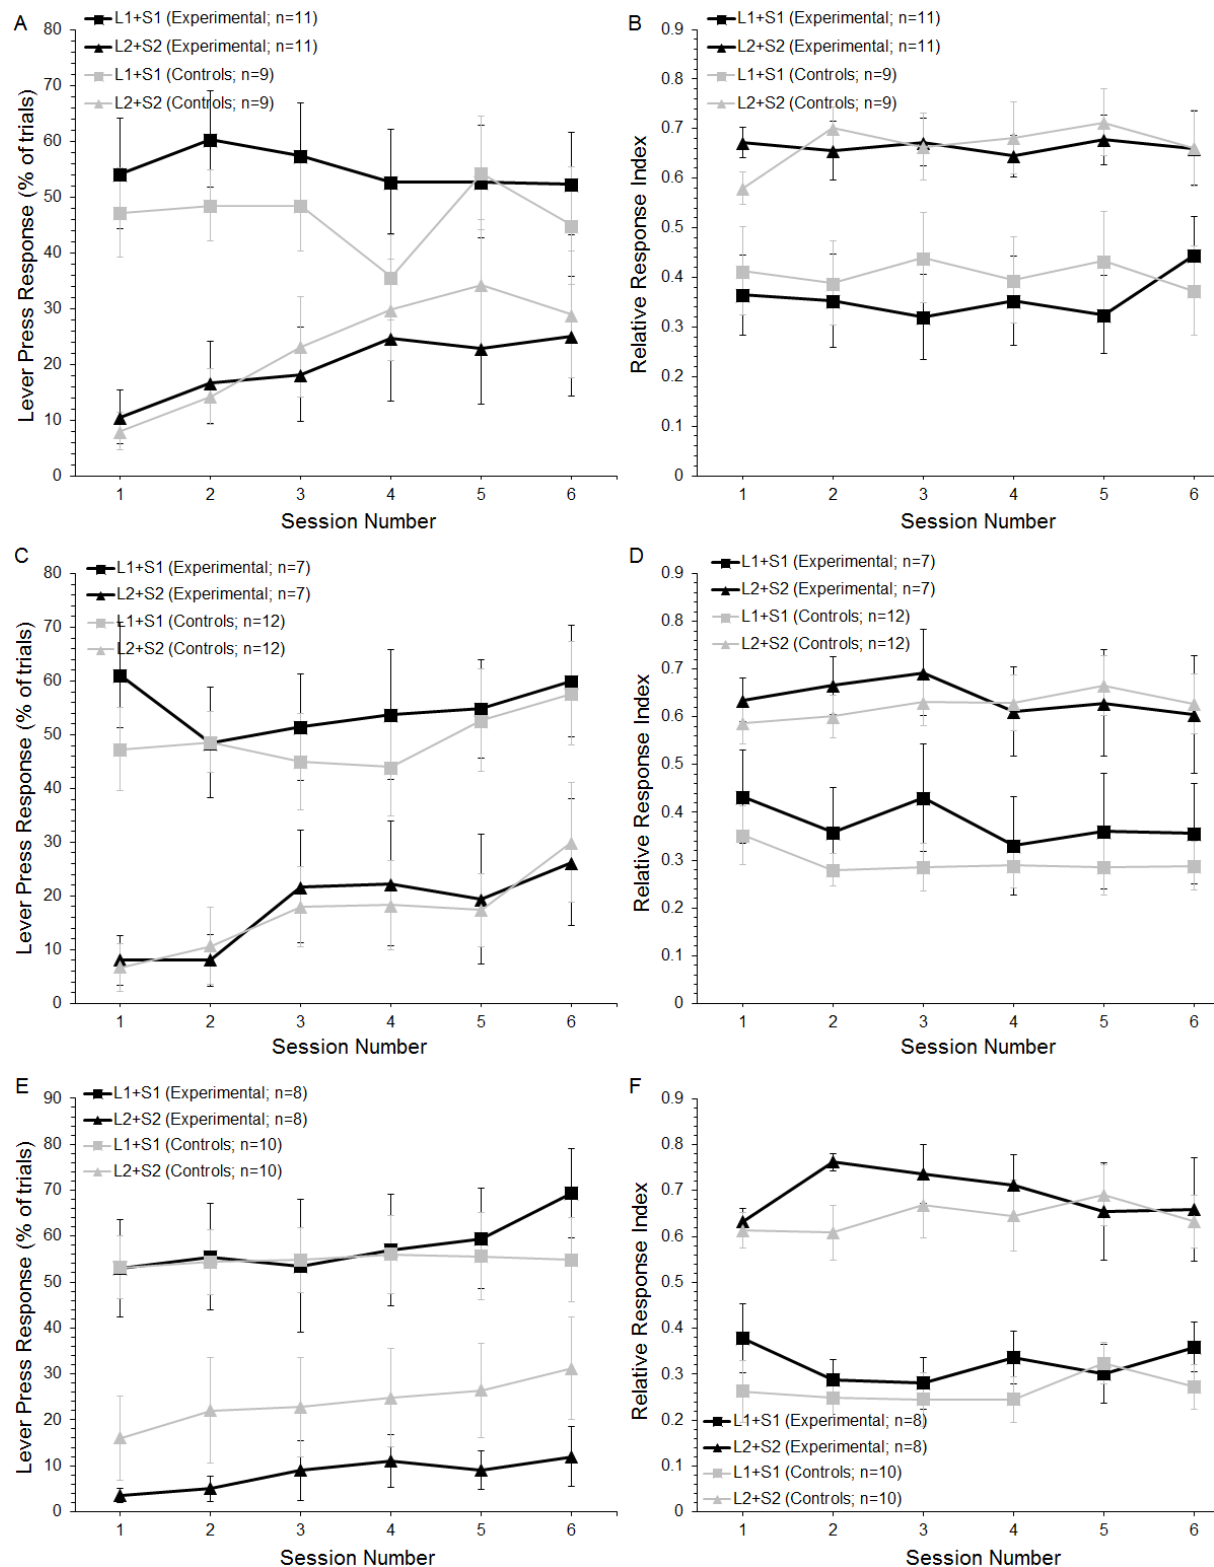 A
L1+S1 (Experimental; n=11)
L2+S2 (Experimental; n=11)
L1+S1 (Controls; n=9)
L2+S2 (Controls; n=9)
Lever Press Response (% of trials)
80
70
60
50
40
30
20
10
0
1 2 3 4 5 6
Session Number
B
L1+S1 (Experimental; n=11)
L2+S2 (Experimental; n=11)
L1+S1 (Controls; n=9)
L2+S2 (Controls; n=9)
Relative Response Index
0.9
0.8
0.7
0.6
0.5
0.4
0.3
0.2
0.1
0
1 2 3 4 5 6
Session Number
C
L1+S1 (Experimental; n=7)
L2+S2 (Experimental; n=7)
L1+S1 (Controls; n=12)
L2+S2 (Controls; n=12)
Lever Press Response (% of trials)
80
70
60
50
40
30
20
10
0
1 2 3 4 5 6
Session Number
D
L1+S1 (Experimental; n=7)
L2+S2 (Experimental; n=7)
L1+S1 (Controls; n=12)
L2+S2 (Controls; n=12)
Relative Response Index
0.9
0.8
0.7
0.6
0.5
0.4
0.3
0.2
0.1
0
1 2 3 4 5 6
Session Number
E
L1+S1 (Experimental; n=8)
L2+S2 (Experimental; n=8)
L1+S1 (Controls; n=10)
L2+S2 (Controls; n=10)
Lever Press Response (% of trials)
90
80
70
60
50
40
30
20
10
0
1 2 3 4 5 6
Session Number
F
Relative Response Index
0.9
0.8
0.7
0.6
0.5
0.4
0.3
0.2
0.1
0
L1+S1 (Experimental; n=8)
L2+S2 (Experimental; n=8)
L1+S1 (Controls; n=10)
L2+S2 (Controls; n=10)
1 2 3 4 5 6
Session Number